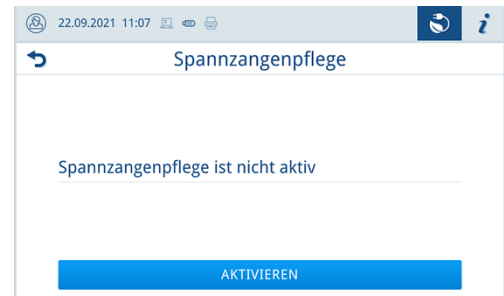 22.09.2021 11:07
i
Spannzangenpflege
Spannzangenpflege ist nicht aktiv
AKTIVIEREN